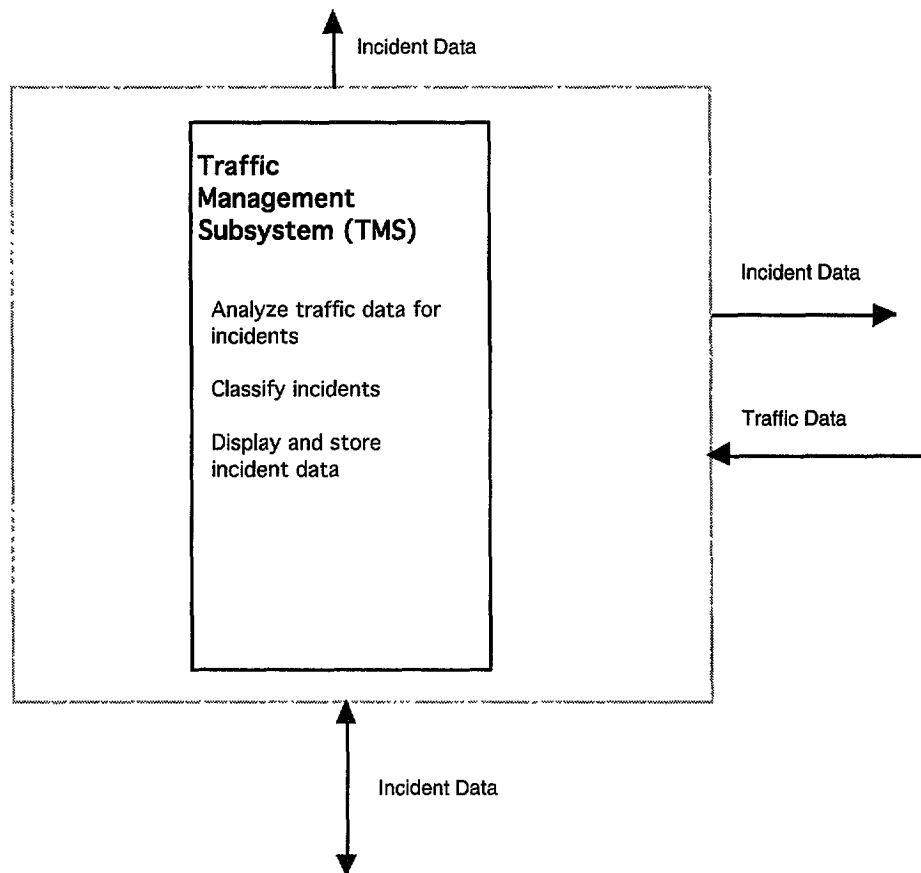 Incident Data
Traffic
Management
Subsystem (TMS)
Incident Data
Analyze traffic data for
incidents
Classify incidents
Traffic Data
Display and store
incident data
Incident Data